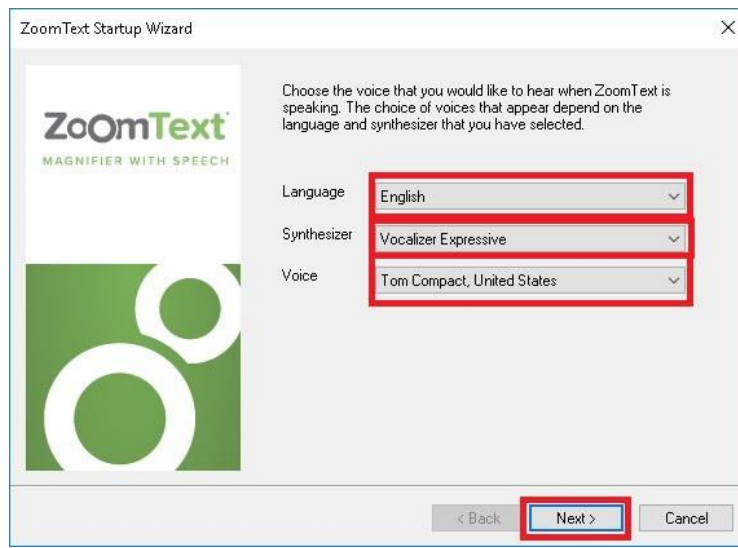 ZoomText Startup Wizard
ZoomText
MAGNIFIER WITH SPEECH
Choose the voice that you would like to hear when ZoomText is
speaking. The choice of voices that appear depend on the
language and synthesizer that you have selected.
Language English
Synthesizer Vocalizer Expressive
Voice Tom Compact, United States
< Back Next > Cancel